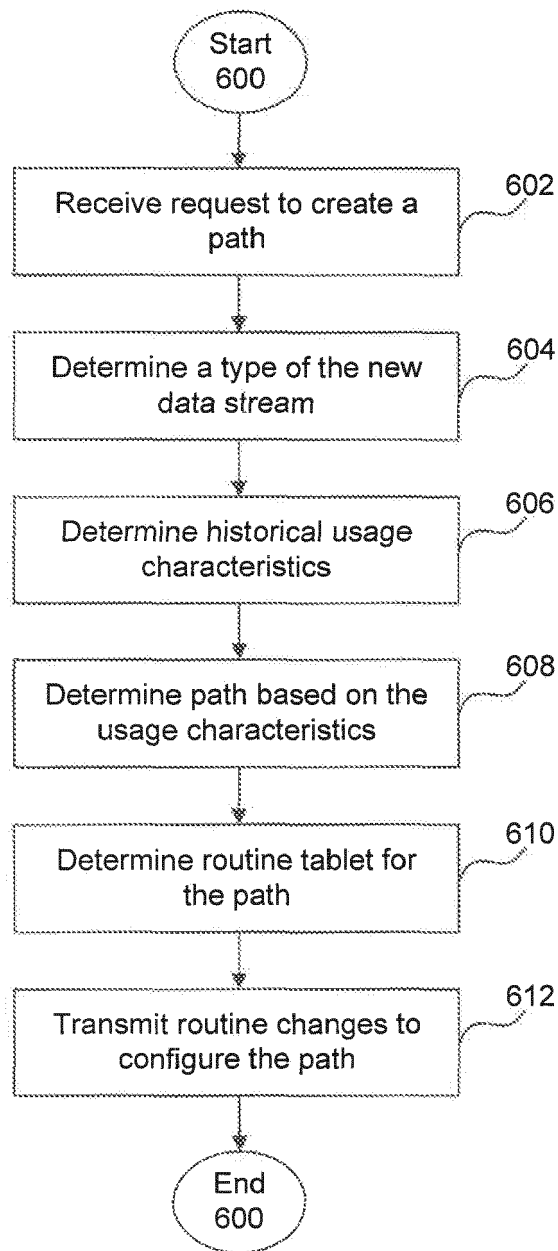 Start
600
Receive request to create a
path
602
Determine a type of the new
data stream
604
Determine historical usage
characteristics
606
Determine path based on the
usage characteristics
608
Determine routine tablet for
the path
610
Transmit routine changes to
configure the path
612
End
600